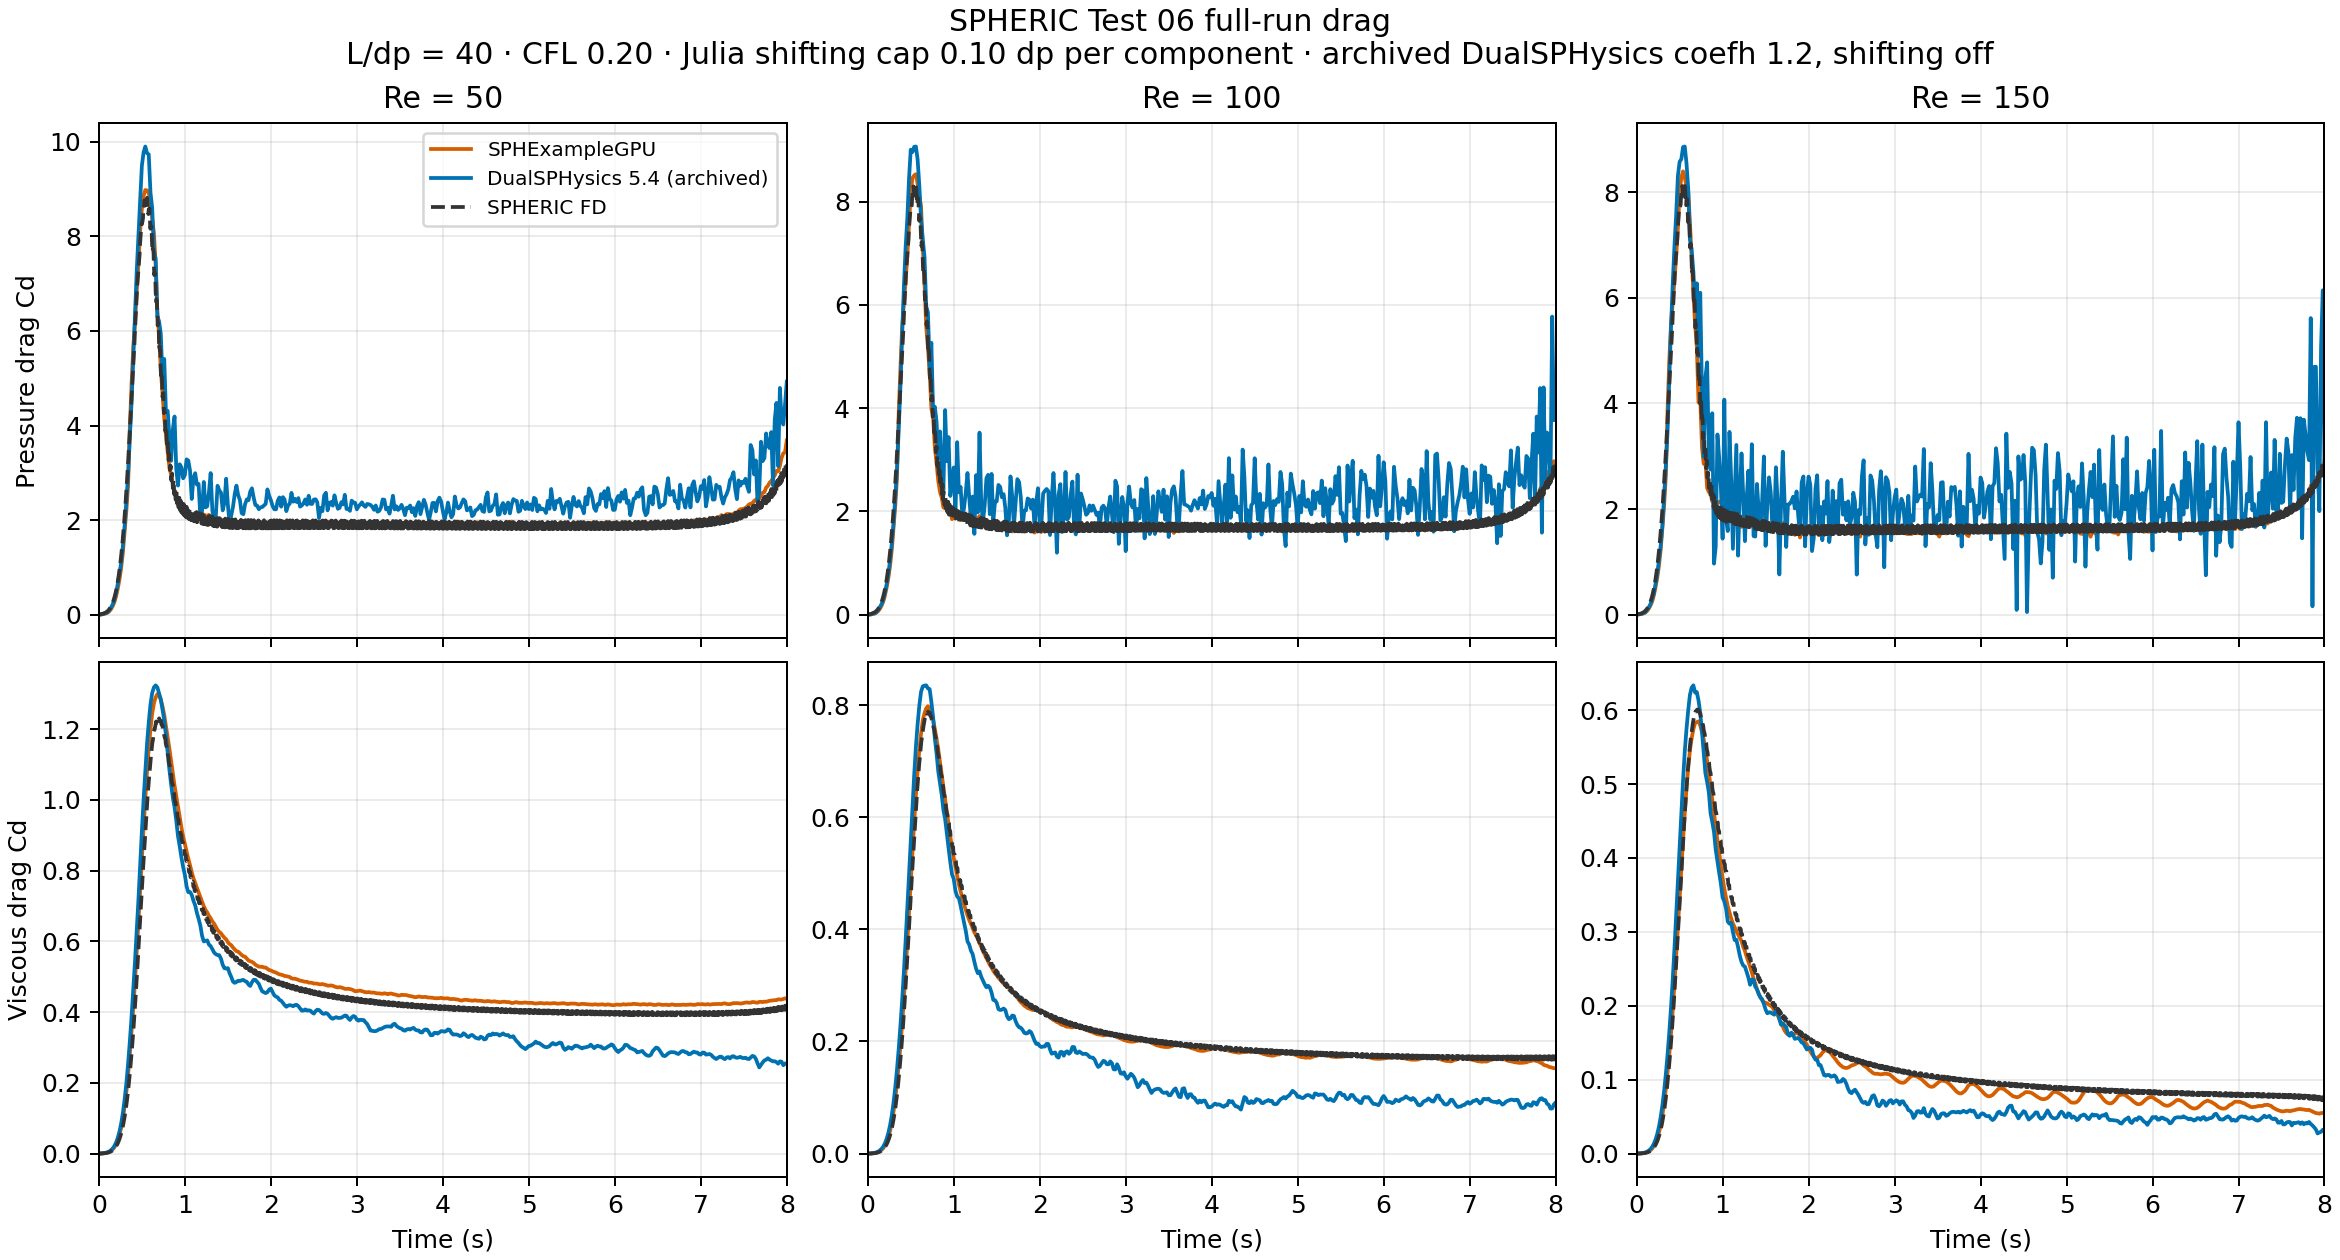 SPHERIC Test 06 full-run drag
L/dp = 40 · CFL 0.20 · Julia shifting cap 0.10 dp per component · archived DualSPHysics coefh 1.2, shifting off
Re = 50
Re = 100
Re = 150
Pressure drag Cd
10
8
6
4
2
0
SPHExampleGPU
DualSPHysics 5.4 (archived)
SPHERIC FD
8
6
4
2
0
8
6
4
2
0
Viscous drag Cd
1.2
1.0
0.8
0.6
0.4
0.2
0.0
0 1 2 3 4 5 6 7 8
Time (s)
0.8
0.6
0.4
0.2
0.0
0 1 2 3 4 5 6 7 8
Time (s)
0.6
0.5
0.4
0.3
0.2
0.1
0.0
0 1 2 3 4 5 6 7 8
Time (s)